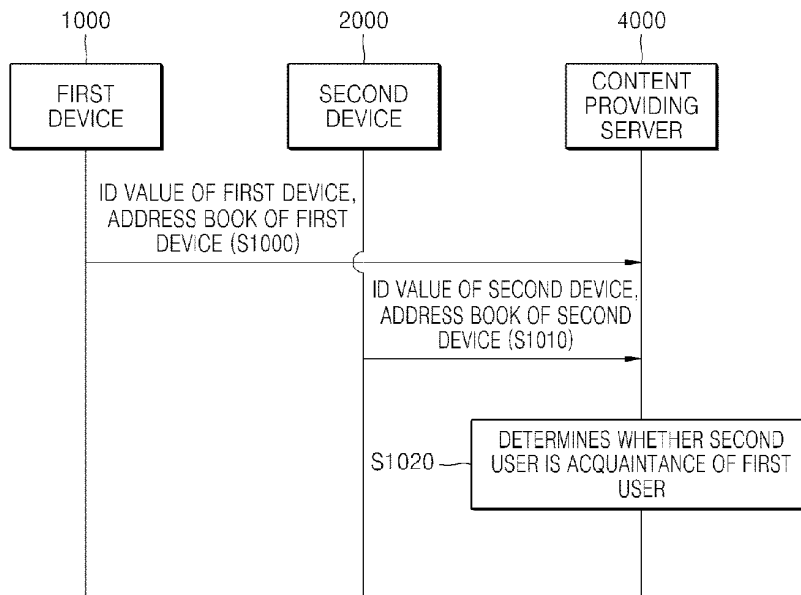 1000
2000
4000
FIRST
DEVICE
SECOND
DEVICE
CONTENT
PROVIDING
SERVER
ID VALUE OF FIRST DEVICE,
ADDRESS BOOK OF FIRST
DEVICE (S1000)
ID VALUE OF SECOND DEVICE,
ADDRESS BOOK OF SECOND
DEVICE (S1010)
S1020
DETERMINES WHETHER SECOND
USER IS ACQUAINTANCE OF FIRST
USER